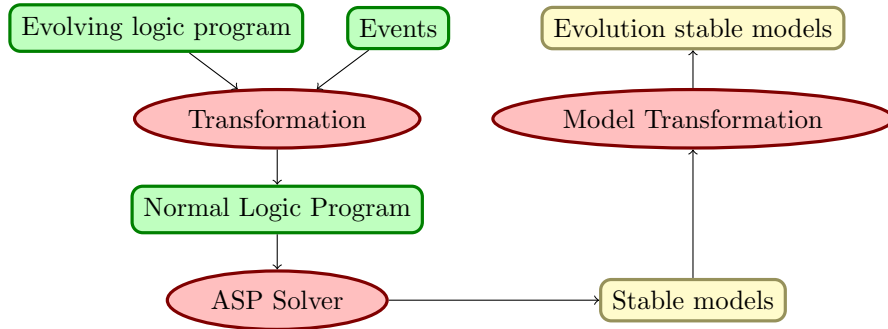 Evolving logic program
Events
Evolution stable models
Transformation
Model Transformation
Normal Logic Program
ASP Solver
Stable models